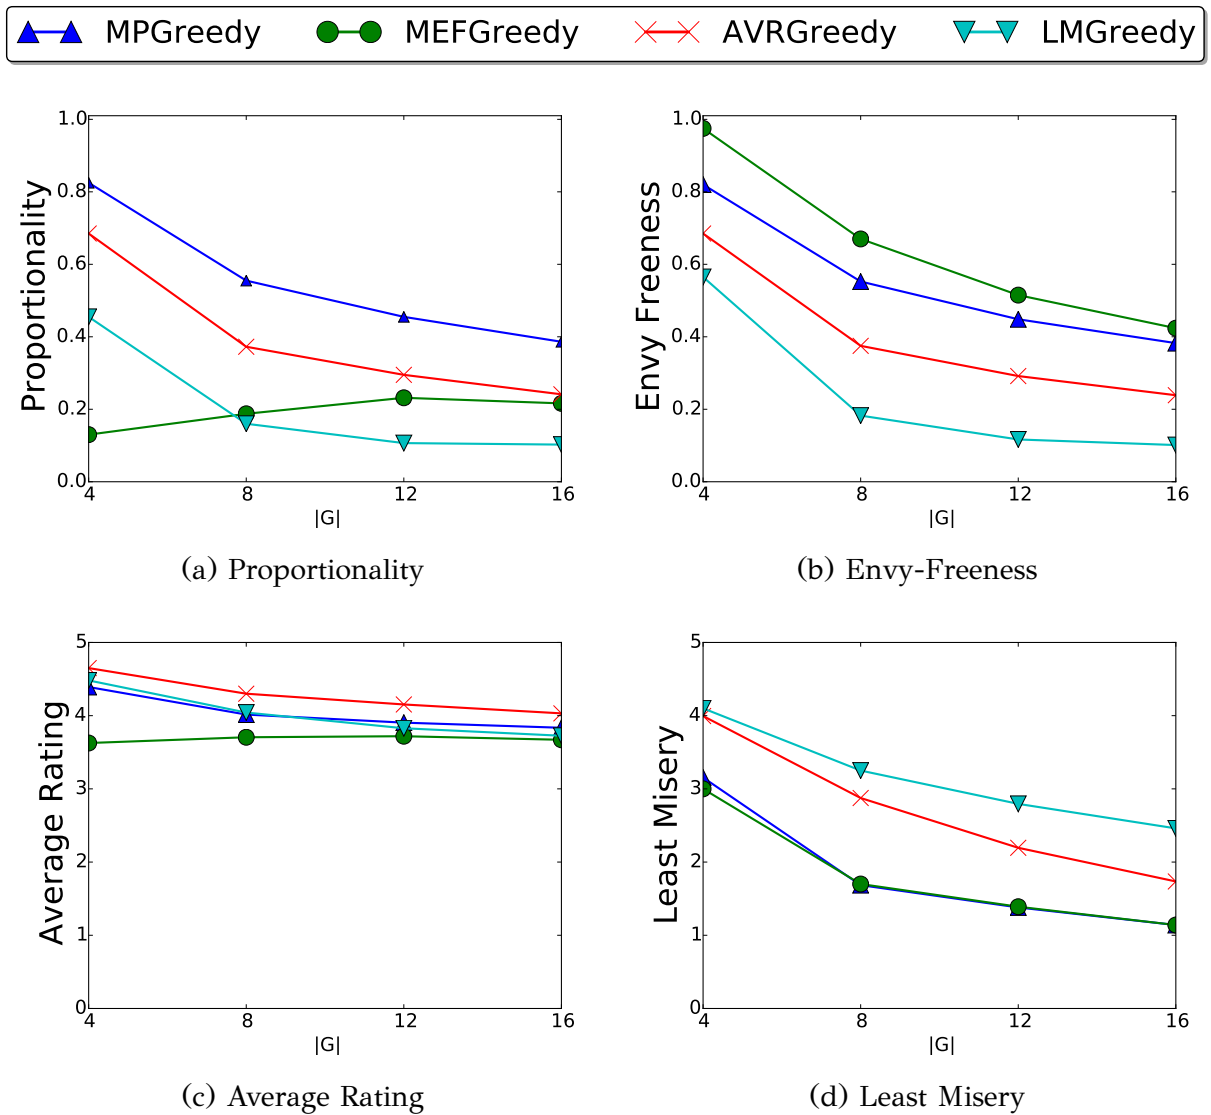 MPGreedy MEFGreedy AVRGreedy LMGreedy
Proportionality
1.0
0.8
0.6
0.4
0.2
0.0
4 8 12 16
|G|
(a) Proportionality
Envy Freeness
1.0
0.8
0.6
0.4
0.2
0.0
4 8 12 16
|G|
(b) Envy-Freeness
Average Rating
5
4
3
2
1
0
4 8 12 16
|G|
(c) Average Rating
Least Misery
5
4
3
2
1
0
4 8 12 16
|G|
(d) Least Misery